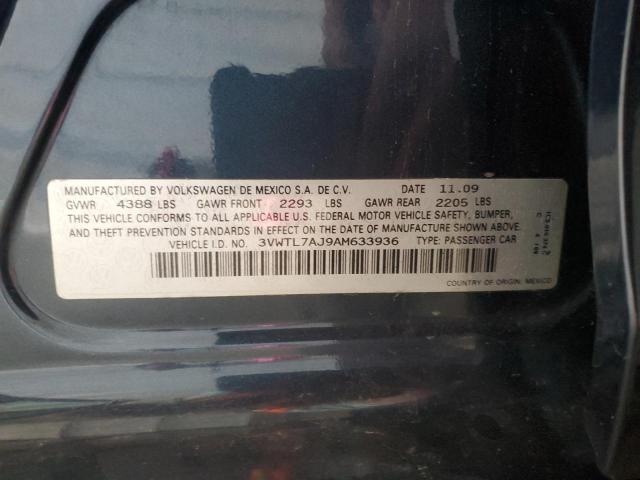 MANUFACTURED BY VOLKSWAGEN DE MEXICO S.A. DE C.V. DATE 11.09
GVWR 4388 LBS GAWR FRONT 2293 LBS GAWR REAR 2205 LBS
THIS VEHICLE CONFORMS TO ALL APPLICABLE U.S. FEDERAL MOTOR VEHICLE SAFETY, BUMPER,
AND THEFT PREVENTION STANDARDS IN EFFECT ON THE DATE OF MANUFACTURE SHOWN ABOVE.
VEHICLE I.D. NO. 3VWTL7AJ9AM633936 TYPE: PASSENGER CAR
COUNTRY OF ORIGIN: MEXICO